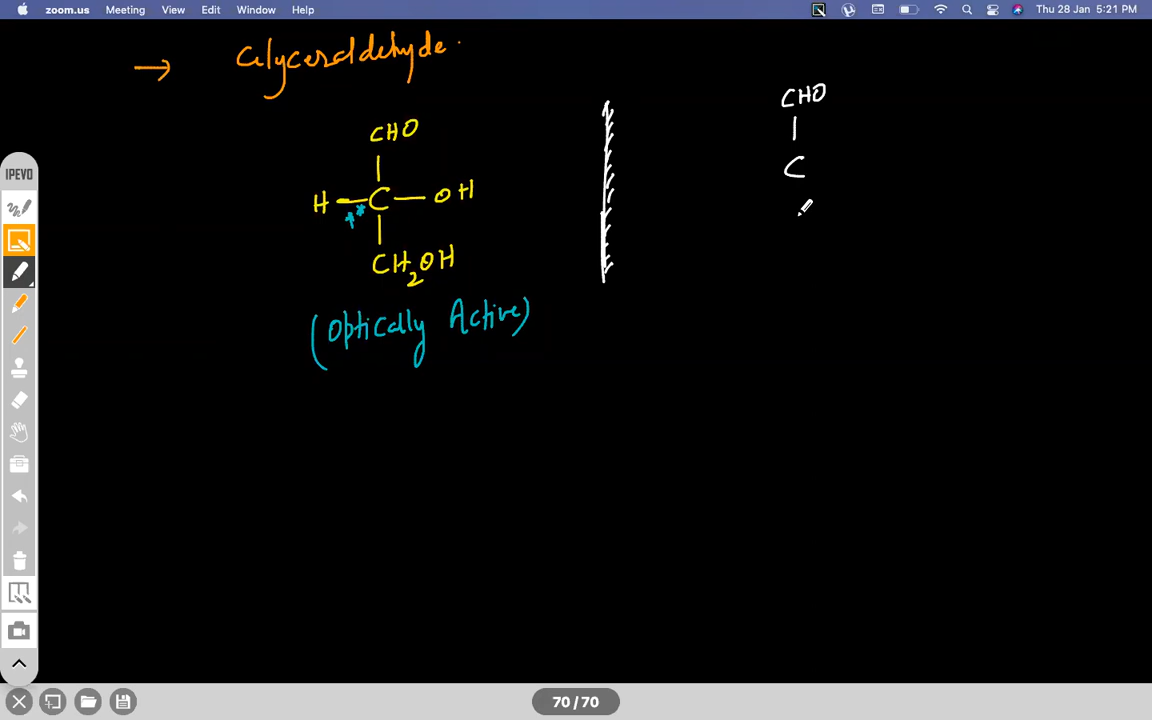 zoom.us Meeting View Edit Window Help Thu 28 Jan 5:21 PM
→ Glyceraldehyde.
IPEVO
CHO
|
H — C — OH
* *
|
CH2OH
(Optically Active)
CHO
|
C
70 / 70